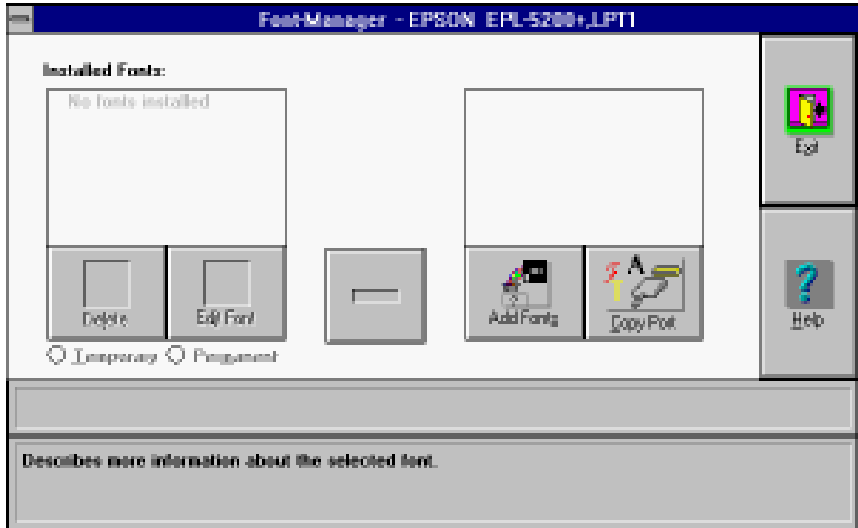 Font-Manager - EPSON EPL-5200+,LPT1
Installed Fonts:
No fonts installed
Delete
Edit Font
Add Fonts
Copy Port
Temporary
Permanent
Exit
Help
Describes more information about the selected font.